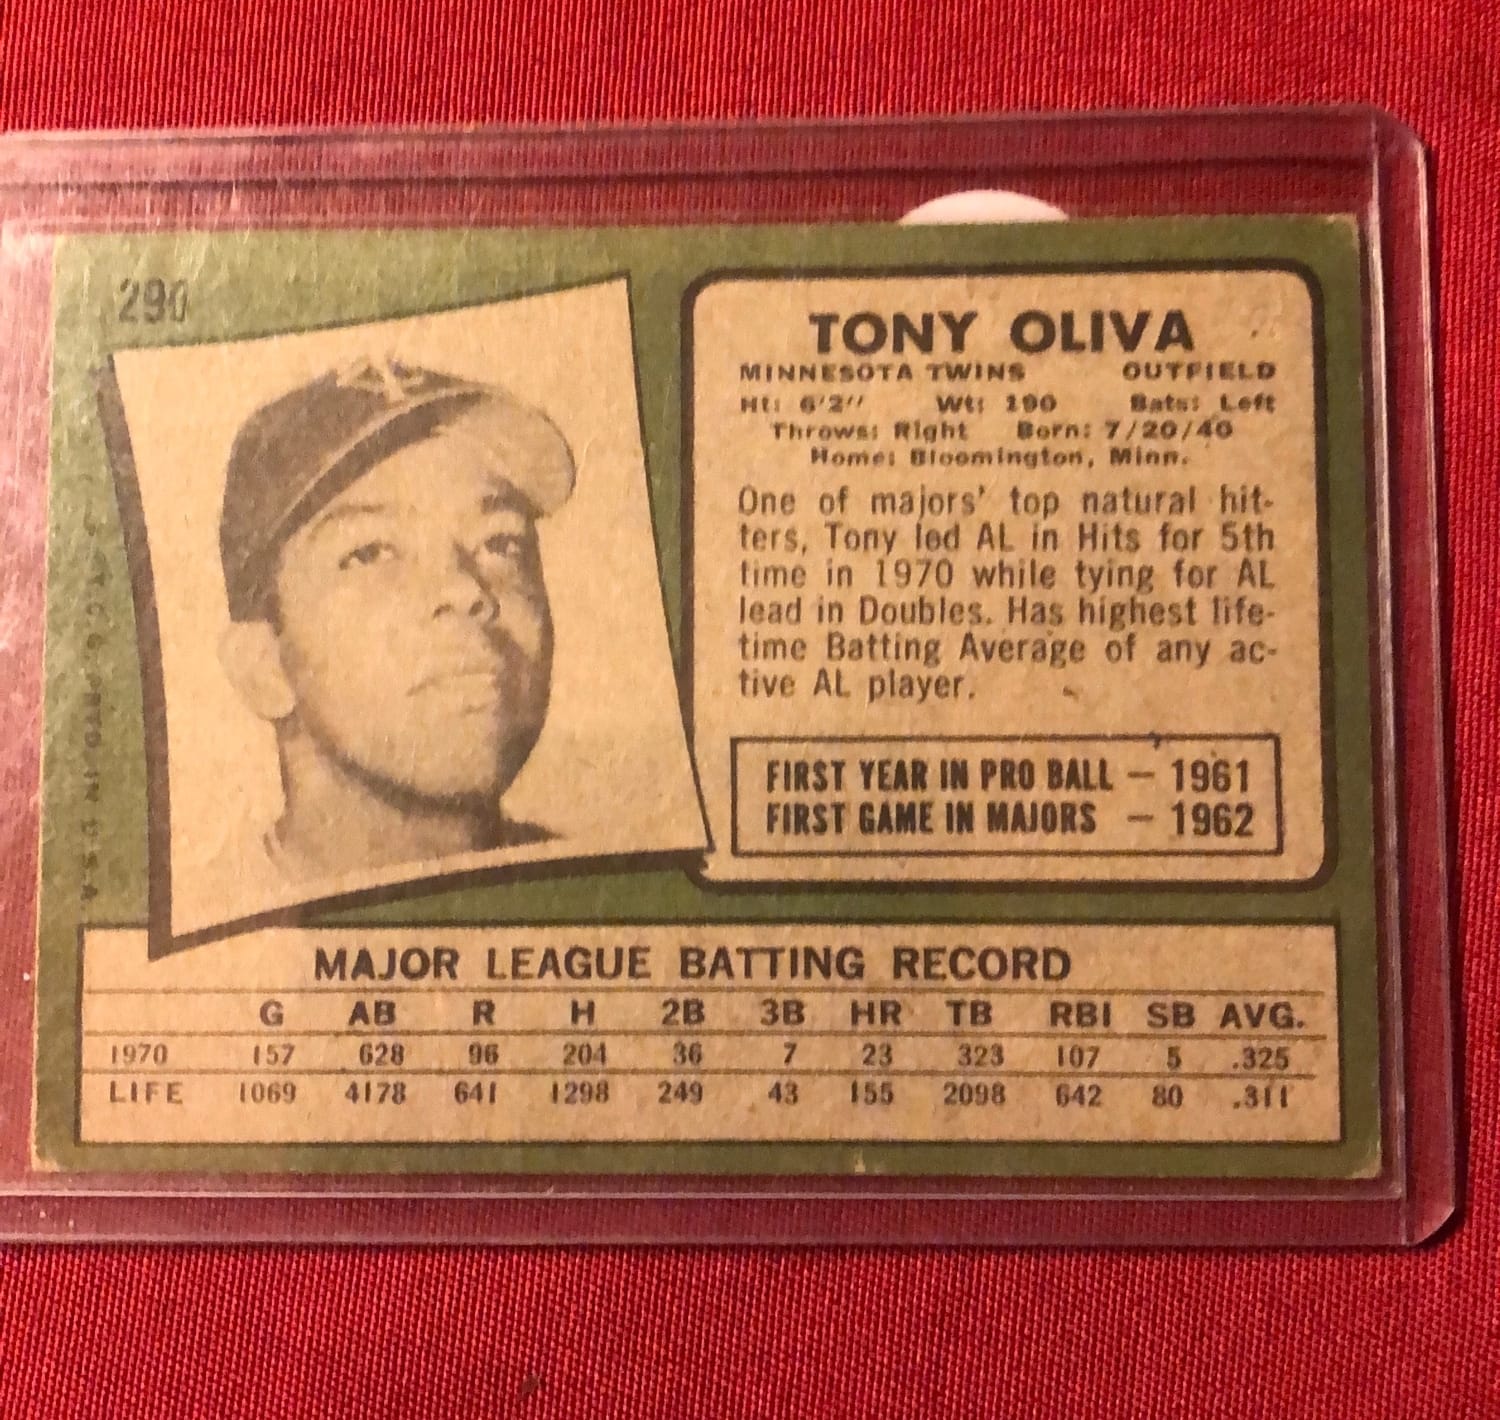 290
TONY OLIVA
MINNESOTA TWINS OUTFIELD
Ht: 6'2" Wt: 190 Bats: Left
Throws: Right Born: 7/20/40
Home: Bloomington, Minn.
One of majors' top natural hit-
ters, Tony led AL in Hits for 5th
time in 1970 while tying for AL
lead in Doubles. Has highest life-
time Batting Average of any ac-
tive AL player.
FIRST YEAR IN PRO BALL — 1961
FIRST GAME IN MAJORS — 1962
MAJOR LEAGUE BATTING RECORD
G AB R H 2B 3B HR TB RBI SB AVG.
1970 157 628 96 204 36 7 23 323 107 5 .325
LIFE 1069 4178 641 1298 249 43 155 2098 642 80 .311
T.C.G. PRTD. IN U.S.A.